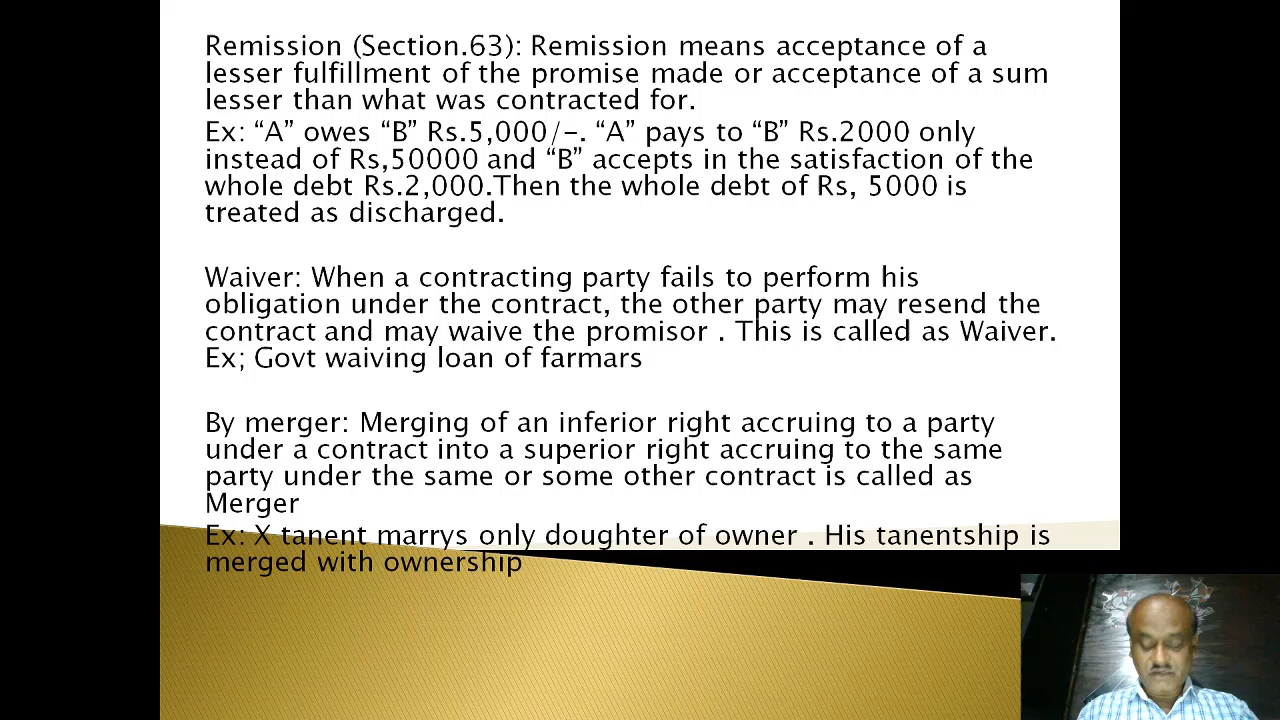 Remission (Section.63): Remission means acceptance of a
lesser fulfillment of the promise made or acceptance of a sum
lesser than what was contracted for.
Ex: “A” owes “B” Rs.5,000/-. “A” pays to “B” Rs.2000 only
instead of Rs,50000 and “B” accepts in the satisfaction of the
whole debt Rs.2,000.Then the whole debt of Rs, 5000 is
treated as discharged.
Waiver: When a contracting party fails to perform his
obligation under the contract, the other party may resend the
contract and may waive the promisor . This is called as Waiver.
Ex; Govt waiving loan of farmars
By merger: Merging of an inferior right accruing to a party
under a contract into a superior right accruing to the same
party under the same or some other contract is called as
Merger
Ex: X tanent marrys only doughter of owner . His tanentship is
merged with ownership